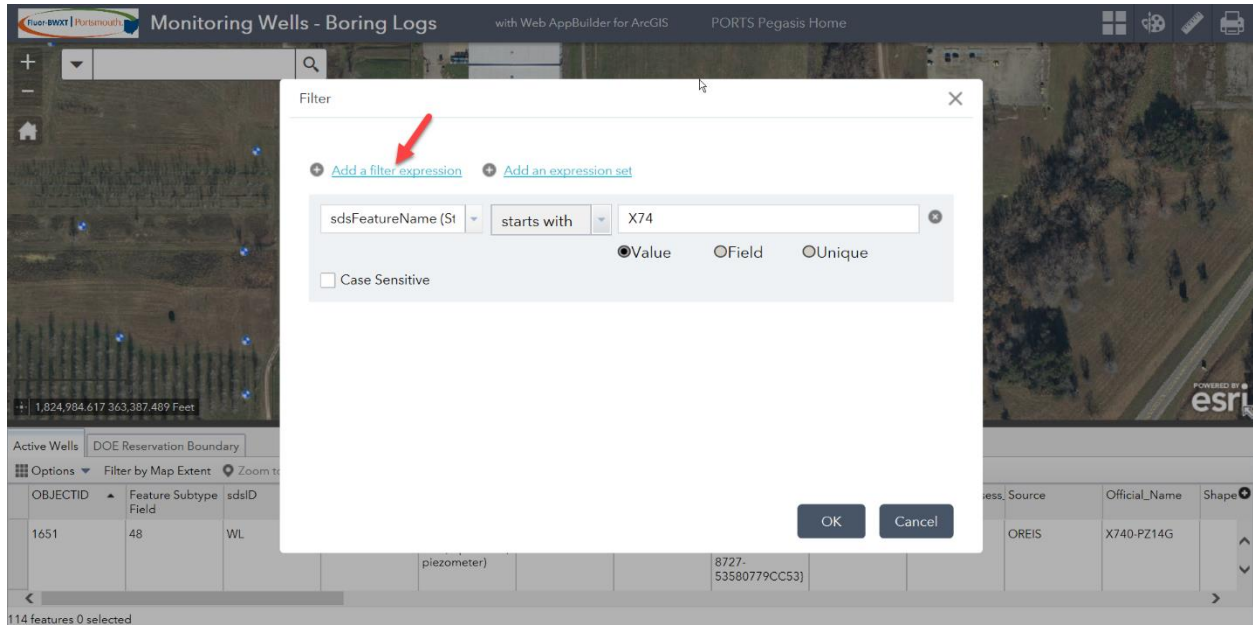 Fluor-BWXT | Portsmouth
Monitoring Wells - Boring Logs
with Web AppBuilder for ArcGIS
PORTS Pegasis Home
Filter
Add a filter expression
Add an expression set
sdsFeatureName (St
starts with
X74
Value
Field
Unique
Case Sensitive
1,824,984.617 363,387.489 Feet
POWERED BY
esri
OK
Cancel
Active Wells
DOE Reservation Boundary
Options
Filter by Map Extent
Zoom to
OBJECTID
Feature Subtype
Field
sdsID
Source
Official_Name
Shape
1651
48
WL
piezometer)
8727-
53580779CC53}
OREIS
X740-PZ14G
114 features 0 selected